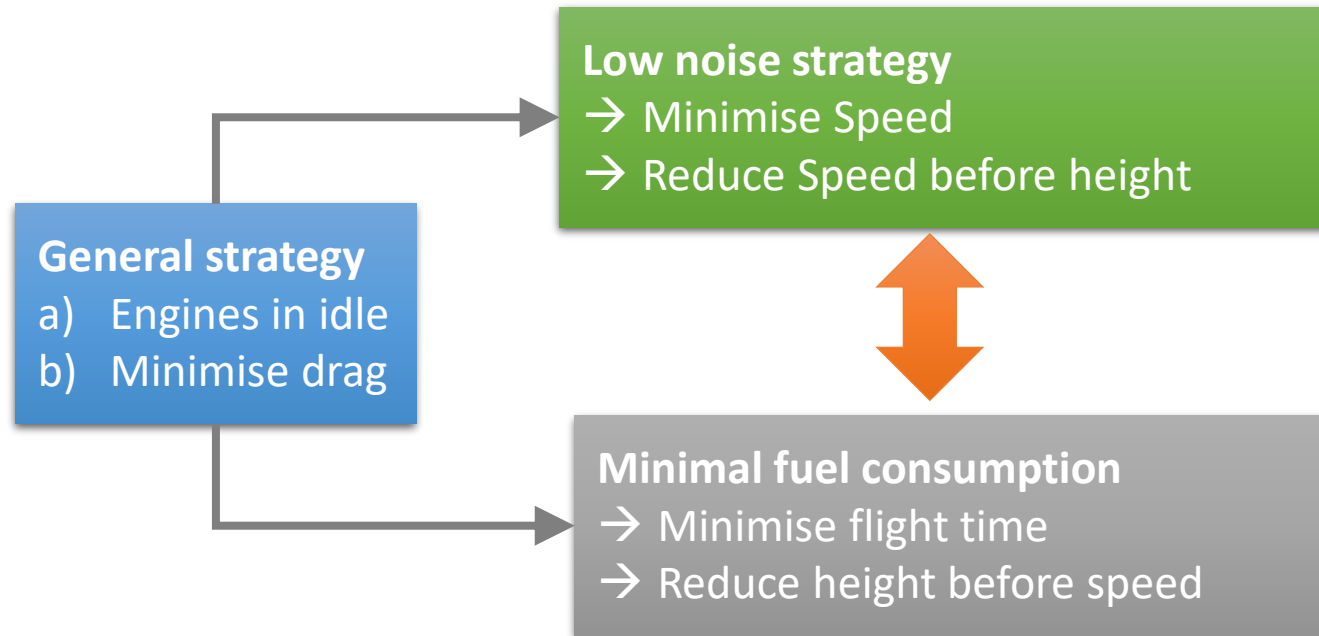 General strategy
a) Engines in idle
b) Minimise drag
Low noise strategy
→ Minimise Speed
→ Reduce Speed before height
Minimal fuel consumption
→ Minimise flight time
→ Reduce height before speed